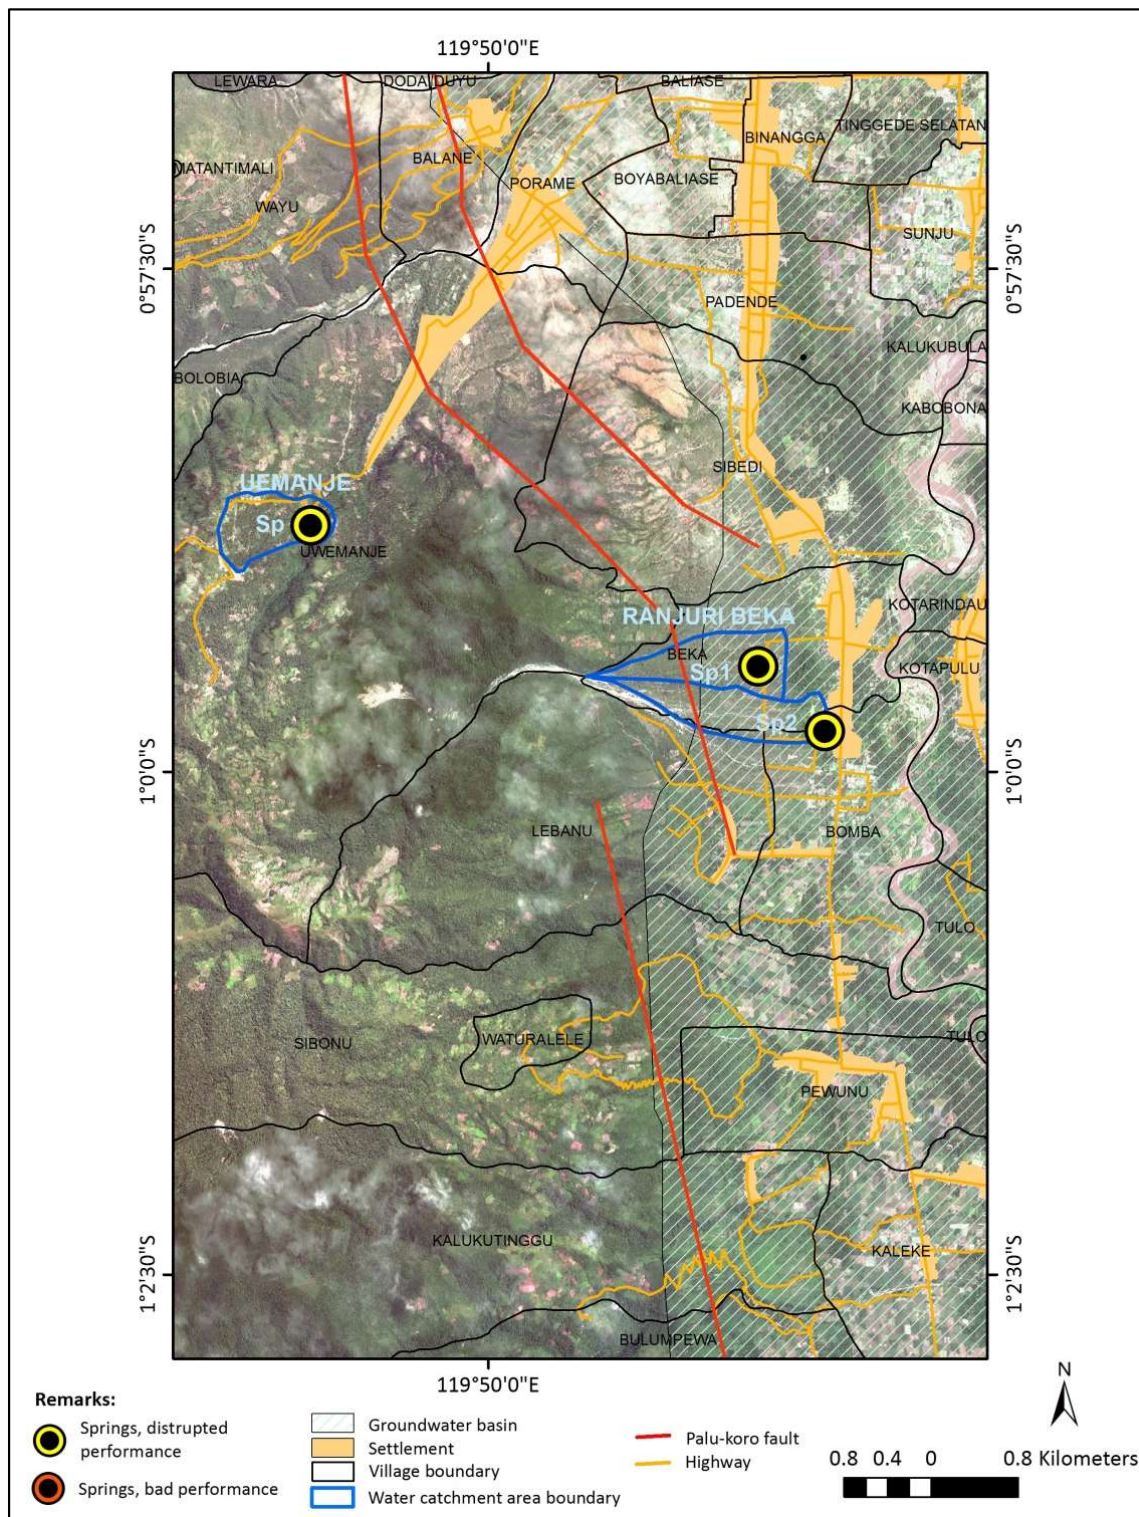 119°50'0"E
LEWARA
DODA
DUYU
BALIASE
BINANGGA
TINGGEDE SELATAN
MATANTIMALI
BALANE
PORAME
BOYABALIASE
WAYU
SUNJU
0°57'30"S
0°57'30"S
PADENDE
KALUKUBULA
BOLOBIA
KABOBONA
SIBEDI
UEMANJE
Sp
UWEMANJE
KOTARINDAU
RANJURI BEKA
BEKA
Sp1
KOTAPULU
Sp2
1°0'0"S
1°0'0"S
LEBANU
BOMBA
TULO
SIBONU
WATURALELE
TULO
PEWUNU
KALUKUTINGGU
KALEKE
1°2'30"S
1°2'30"S
BULUMPEWA
119°50'0"E
Remarks:
Springs, distrupted
performance
Springs, bad performance
Groundwater basin
Settlement
Village boundary
Water catchment area boundary
Palu-koro fault
Highway
N
0.8 0.4 0 0.8 Kilometers